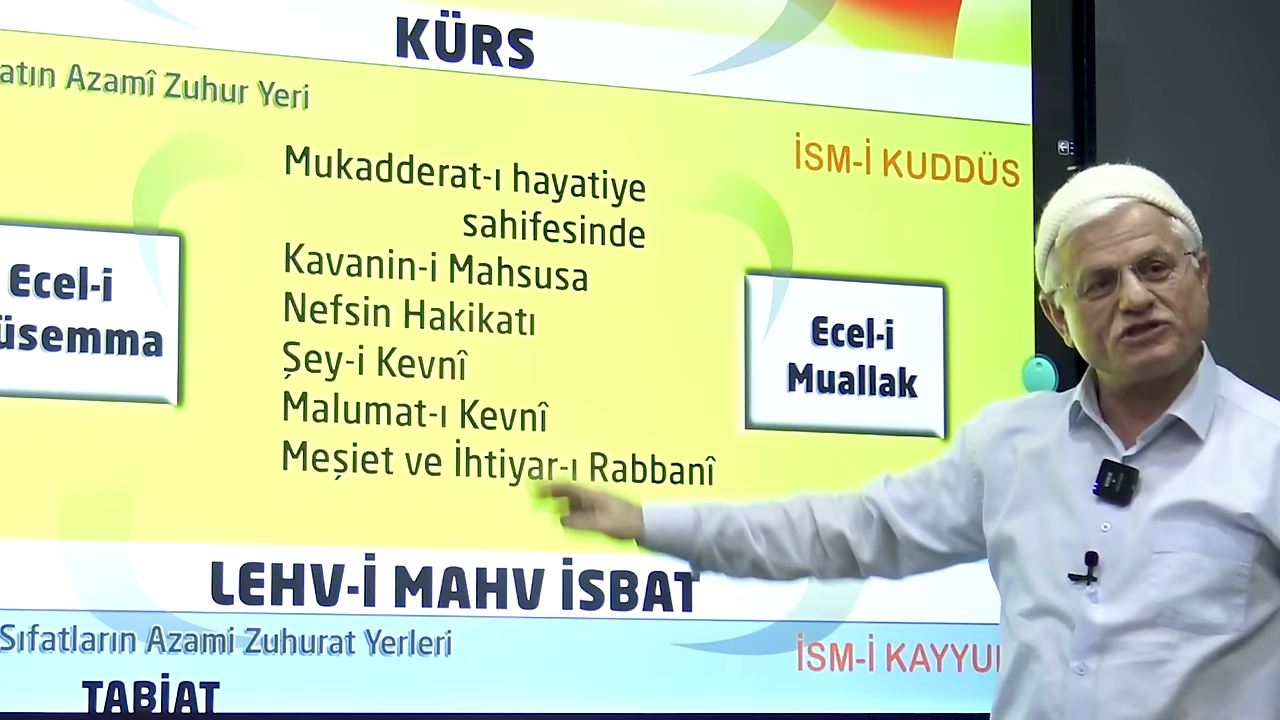 KÜRS
atın Azamî Zuhur Yeri
İSM-İ KUDDÜS
Mukadderat-ı hayatiye
sahifesinde
Kavanin-i Mahsusa
Nefsin Hakikatı
Şey-i Kevnî
Malumat-ı Kevnî
Meşiet ve İhtiyar-ı Rabbanî
Ecel-i
üsemma
Ecel-i
Muallak
LEHV-İ MAHV İSBAT
Sıfatların Azami Zuhurat Yerleri
İSM-İ KAYYU
TABİAT